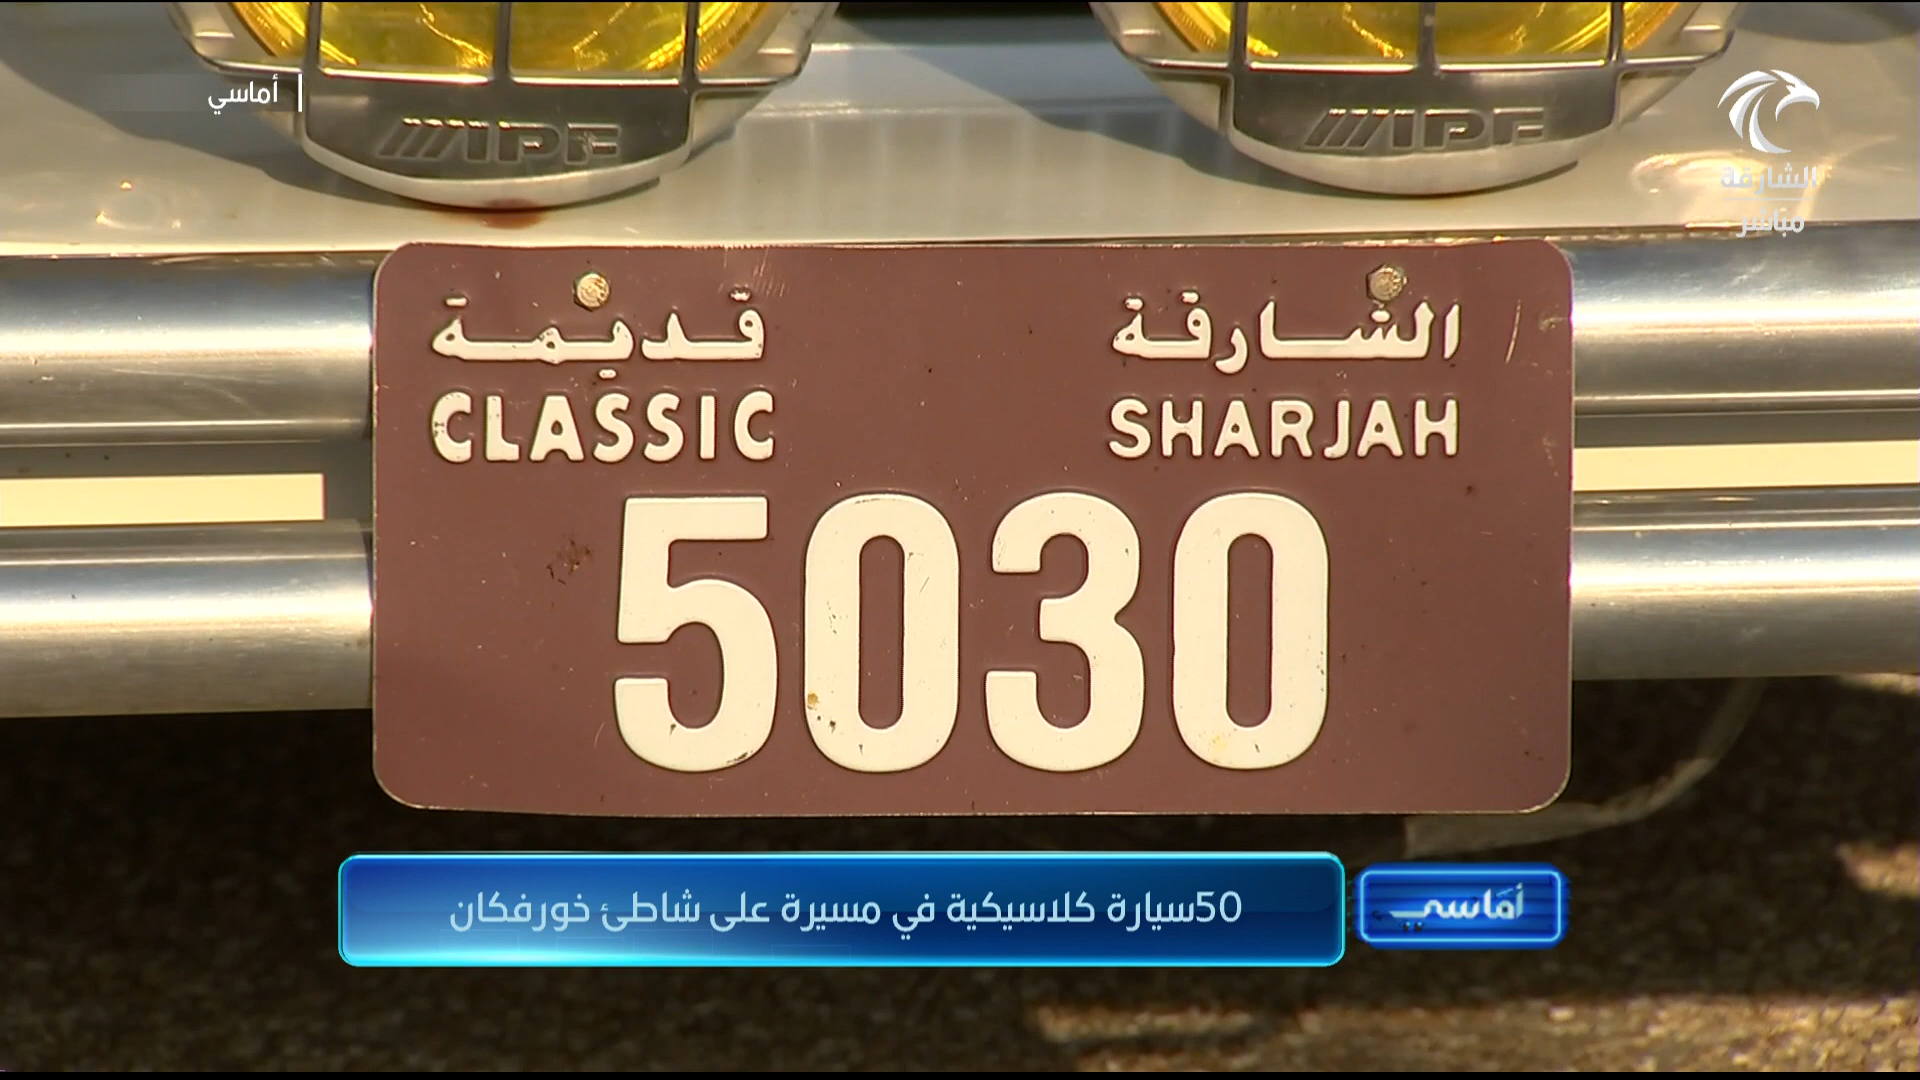 أماسي
الشارقة
مباشر
IPF
IPF
الشارقة
قديمة
CLASSIC
SHARJAH
5030
أماسي
50سيارة كلاسيكية في مسيرة على شاطئ خورفكان